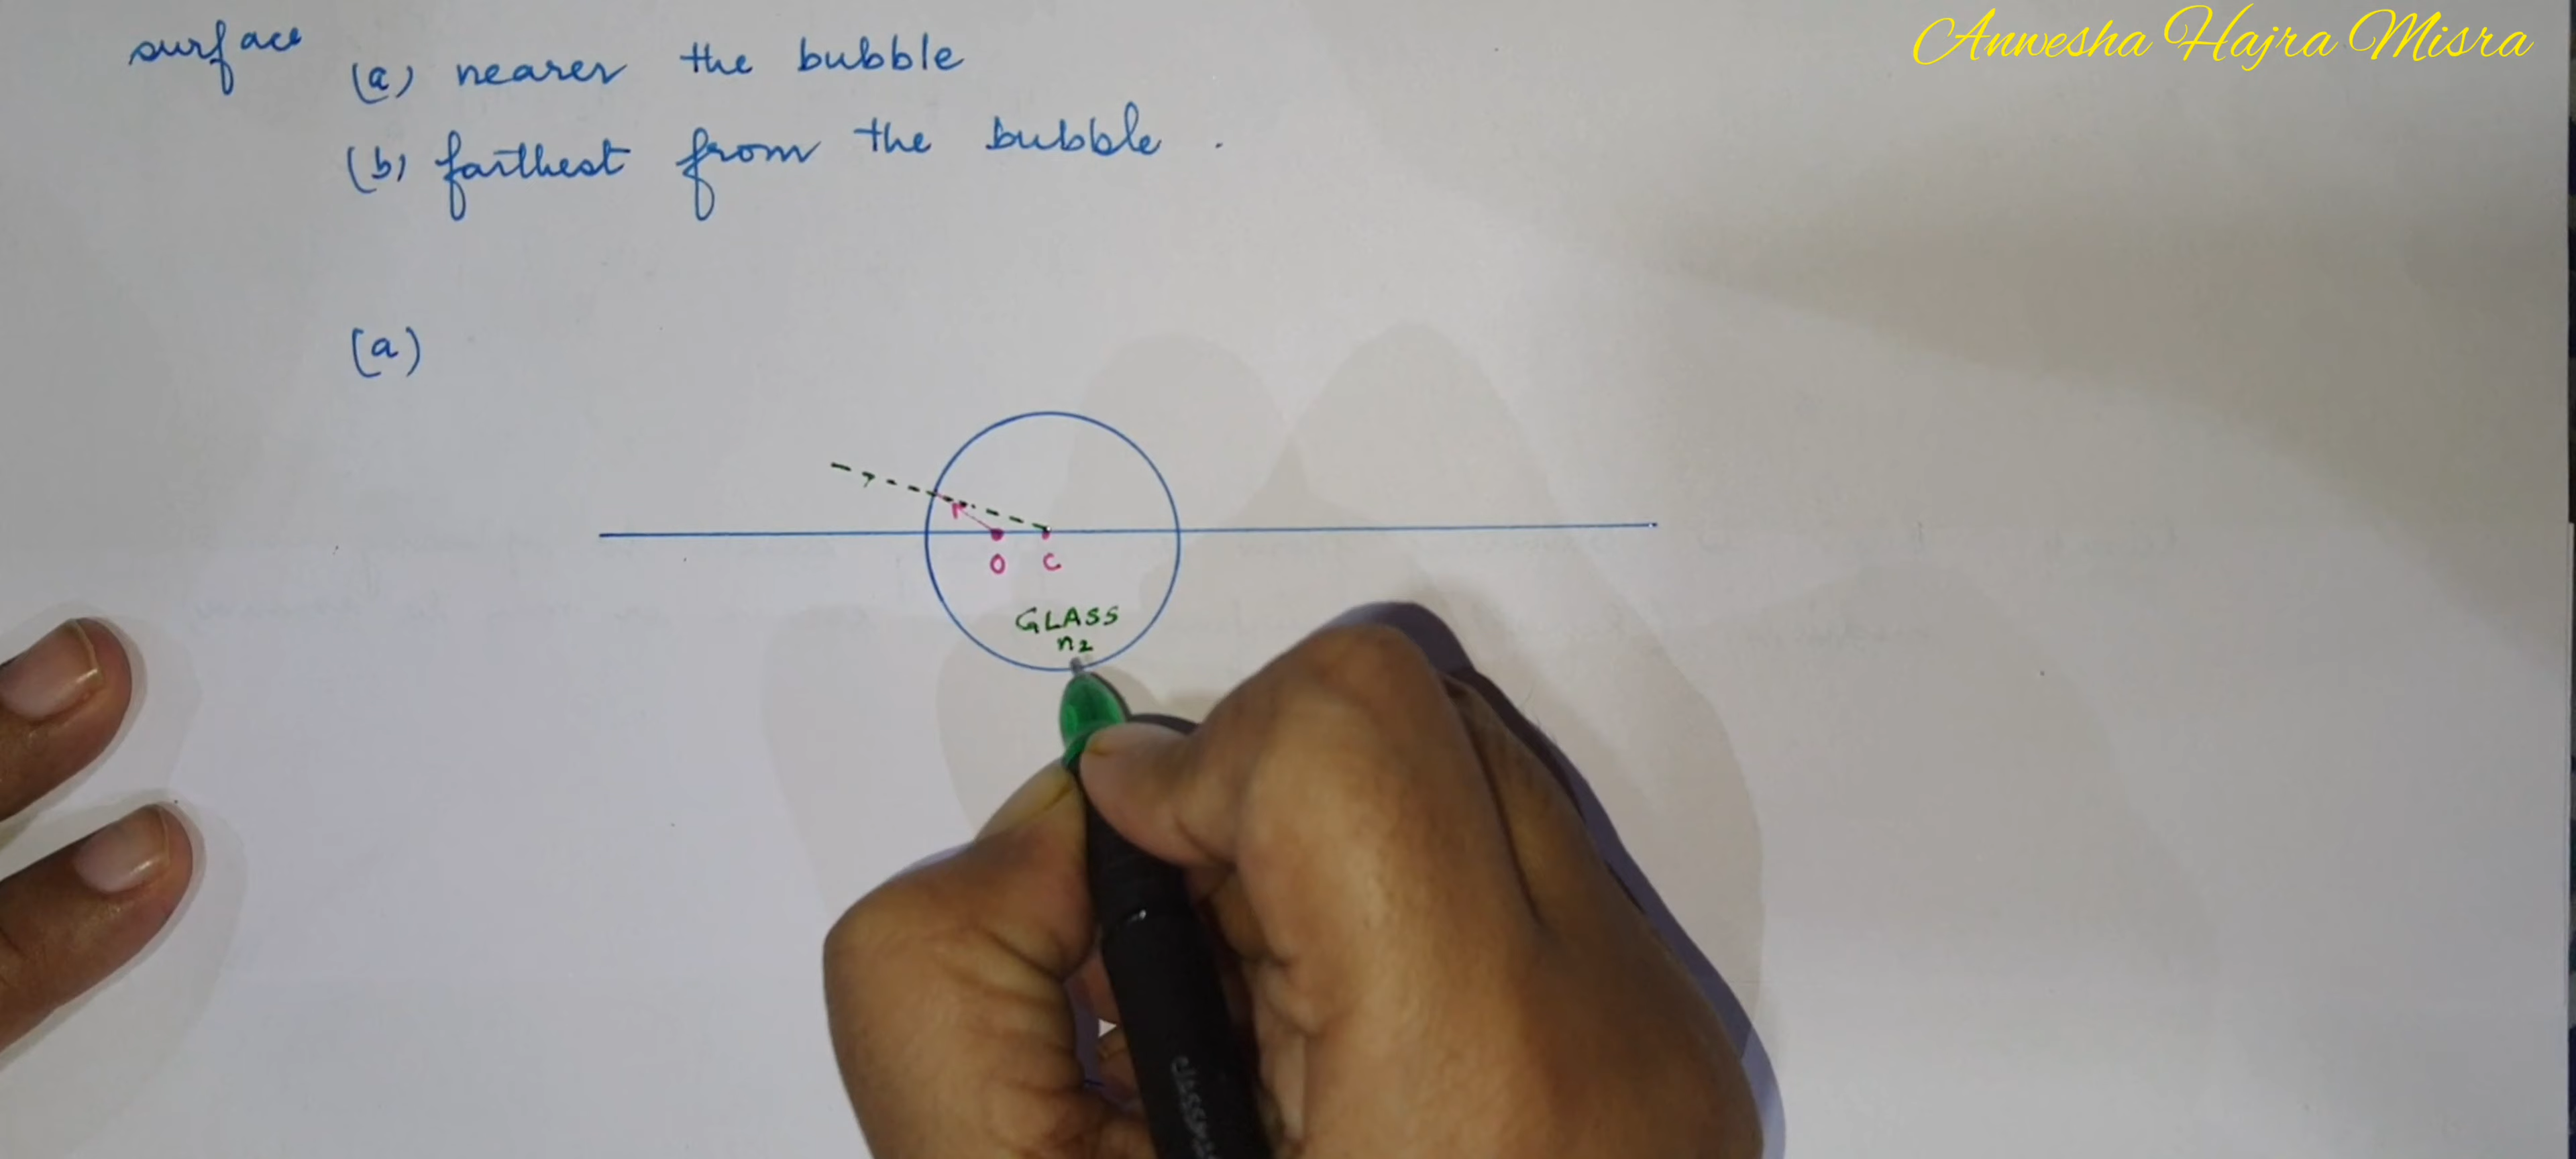 Anwesha Hajra Misra
surface
(a) nearer the bubble
(b) farthest from the bubble .
(a)
O C
GLASS
n2